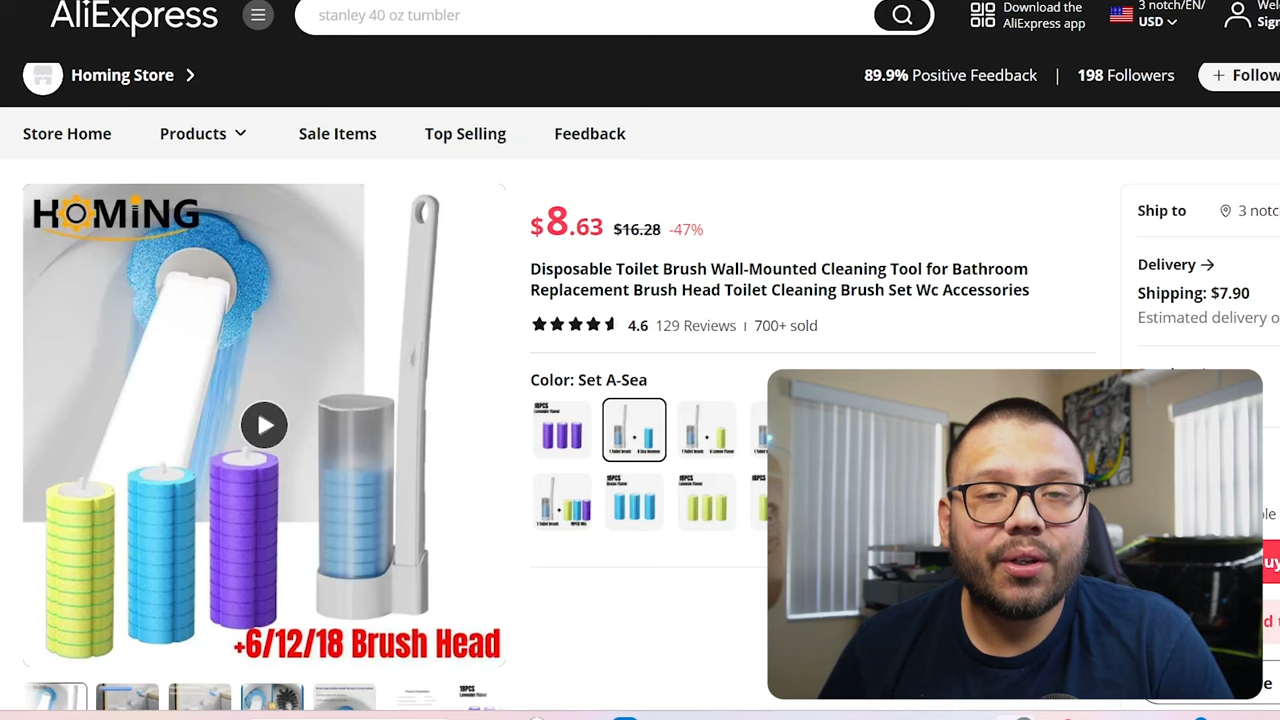 AliExpress
stanley 40 oz tumbler
Download the
AliExpress app
3 notch/EN/
USD
Wel
Sign
Homing Store
89.9% Positive Feedback | 198 Followers
+ Follow
Store Home
Products
Sale Items
Top Selling
Feedback
HOMING
+6/12/18 Brush Head
$8.63 $16.28 -47%
Disposable Toilet Brush Wall-Mounted Cleaning Tool for Bathroom
Replacement Brush Head Toilet Cleaning Brush Set Wc Accessories
4.6 129 Reviews 700+ sold
Color: Set A-Sea
Ship to
3 notc
Delivery
Shipping: $7.90
Estimated delivery o